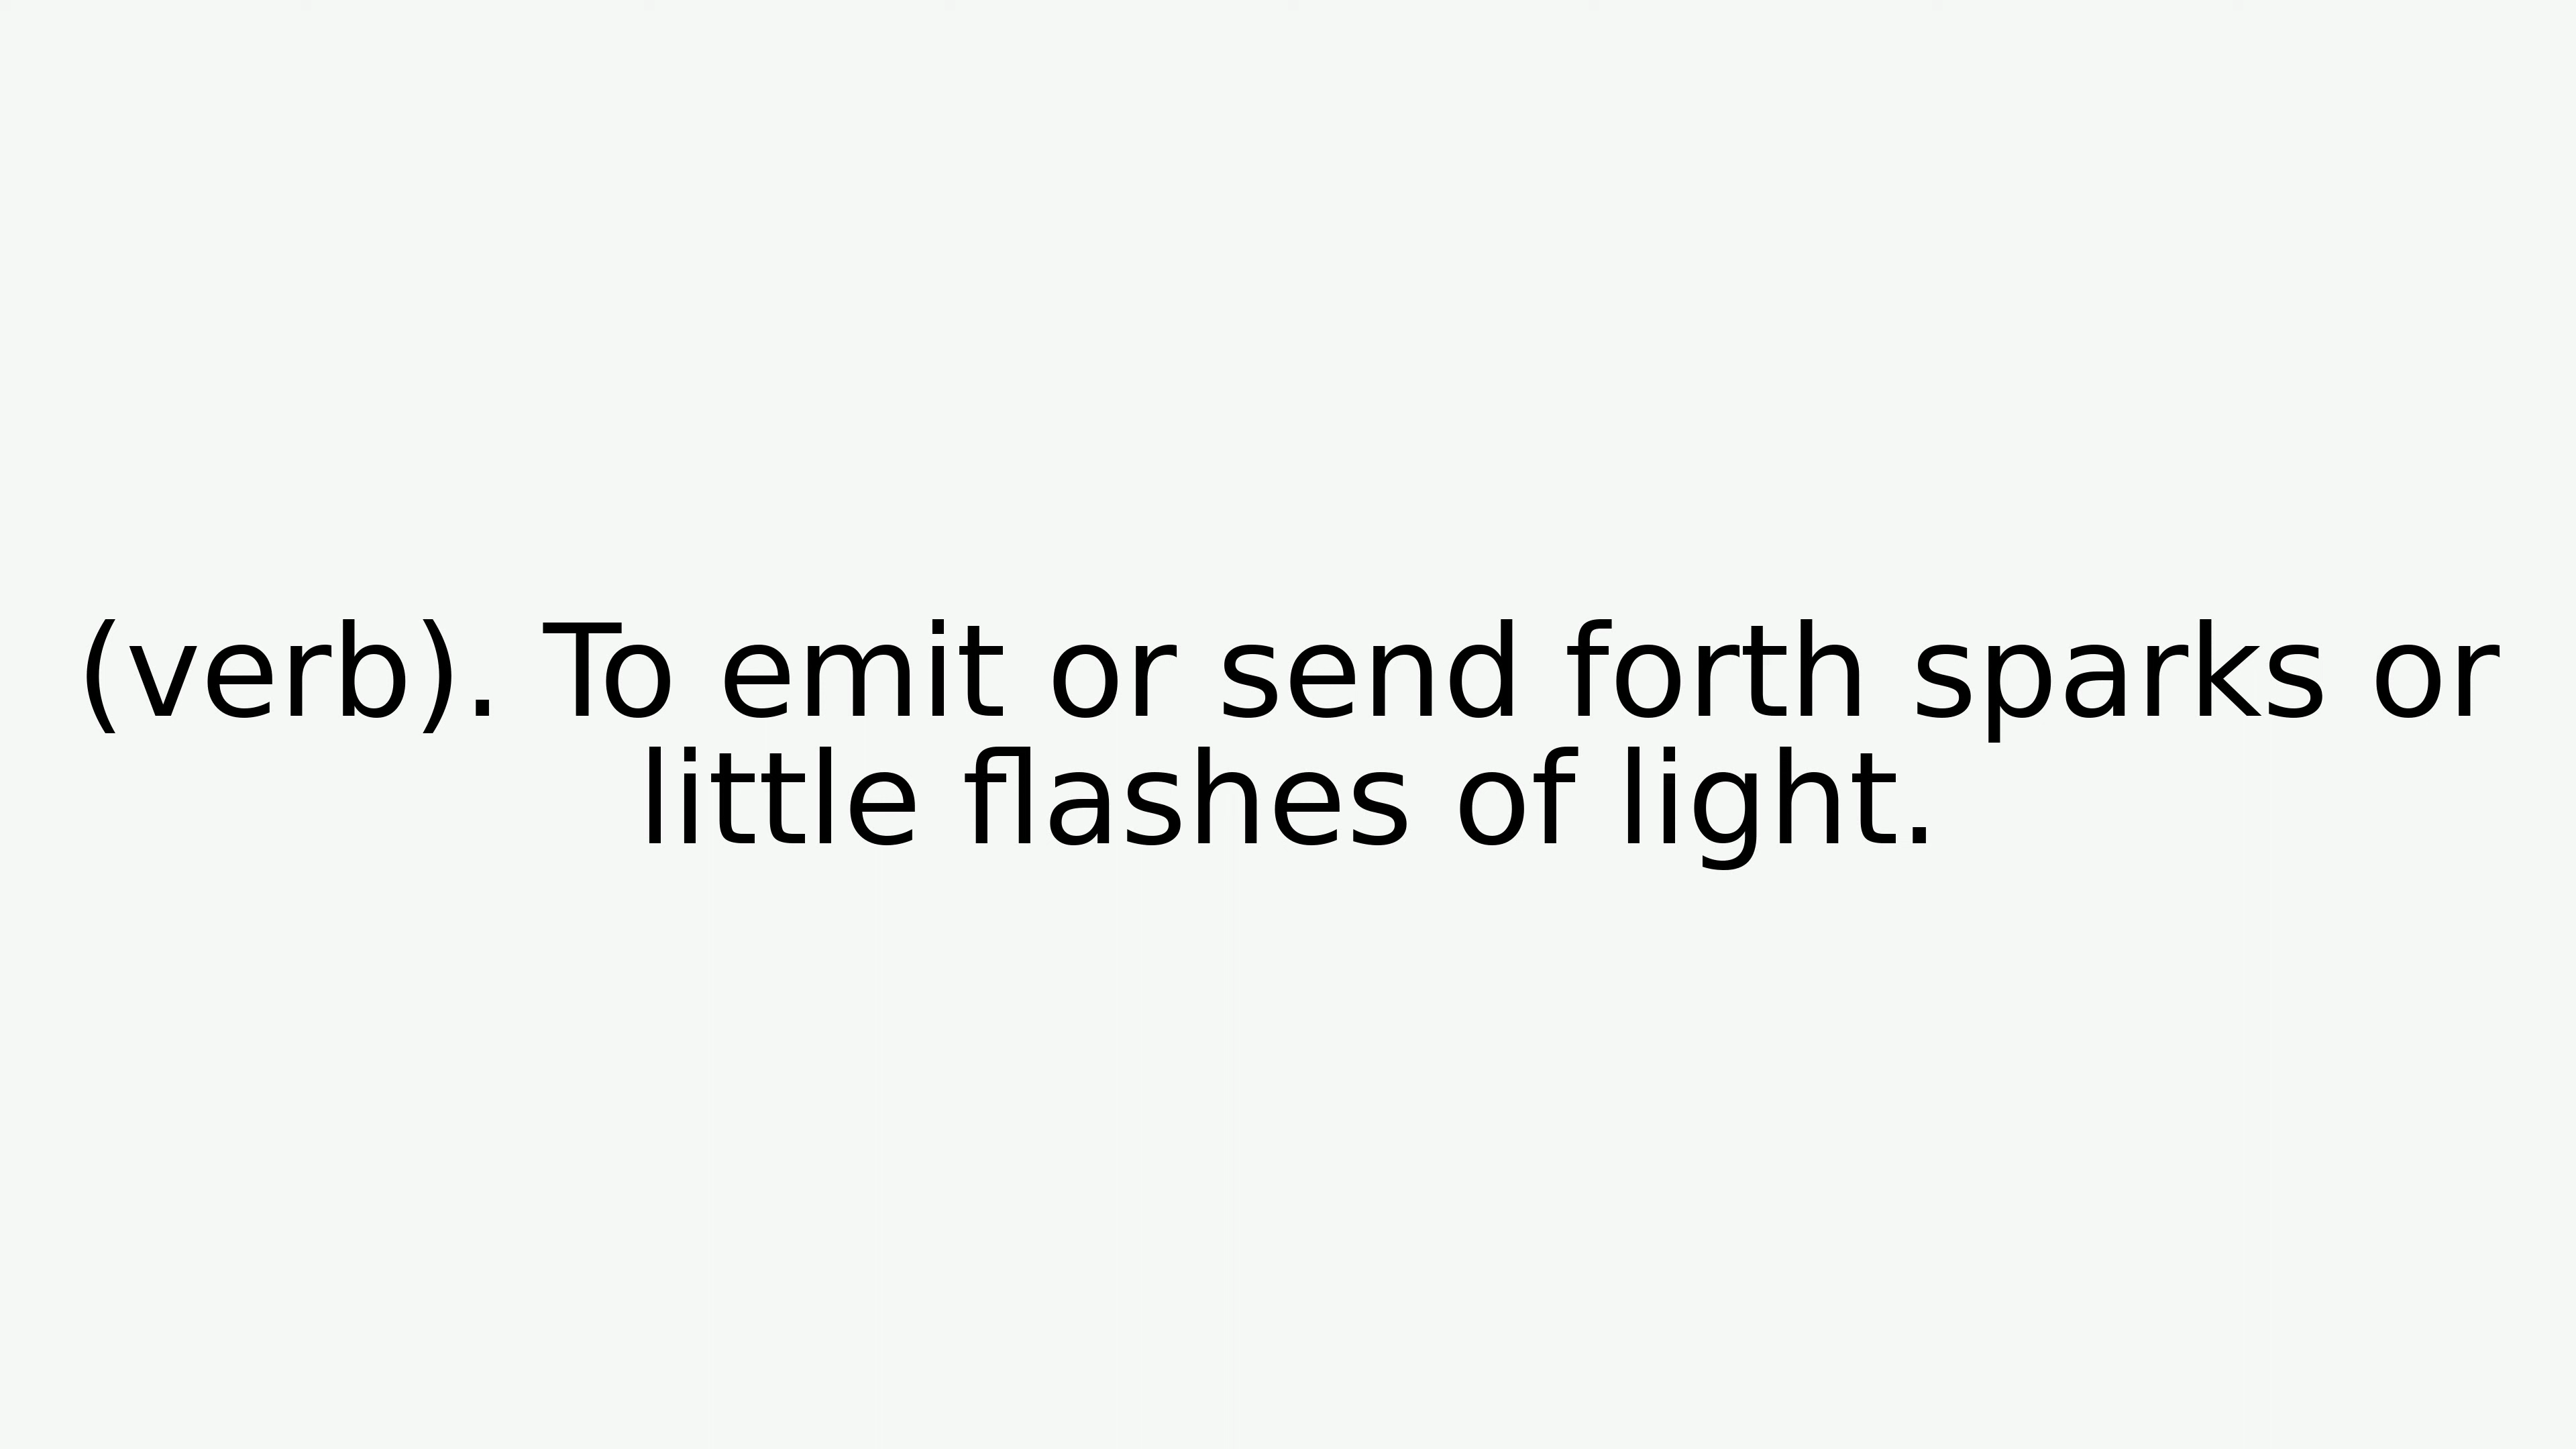 (verb). To emit or send forth sparks or
little flashes of light.